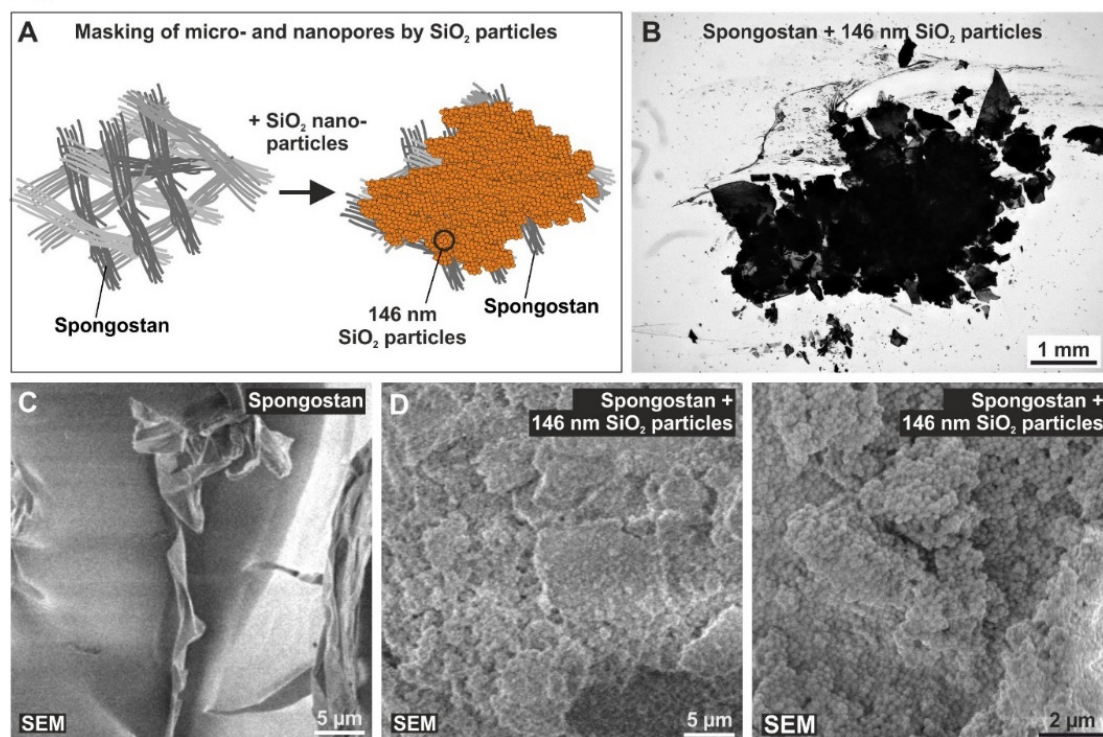 A
Masking of micro- and nanopores by SiO₂ particles
+ SiO₂ nano-
particles
Spongostan
146 nm
SiO₂ particles
Spongostan
B
Spongostan + 146 nm SiO₂ particles
1 mm
C
Spongostan
SEM
5 µm
D
Spongostan +
146 nm SiO₂ particles
SEM
5 µm
Spongostan +
146 nm SiO₂ particles
SEM
2 µm